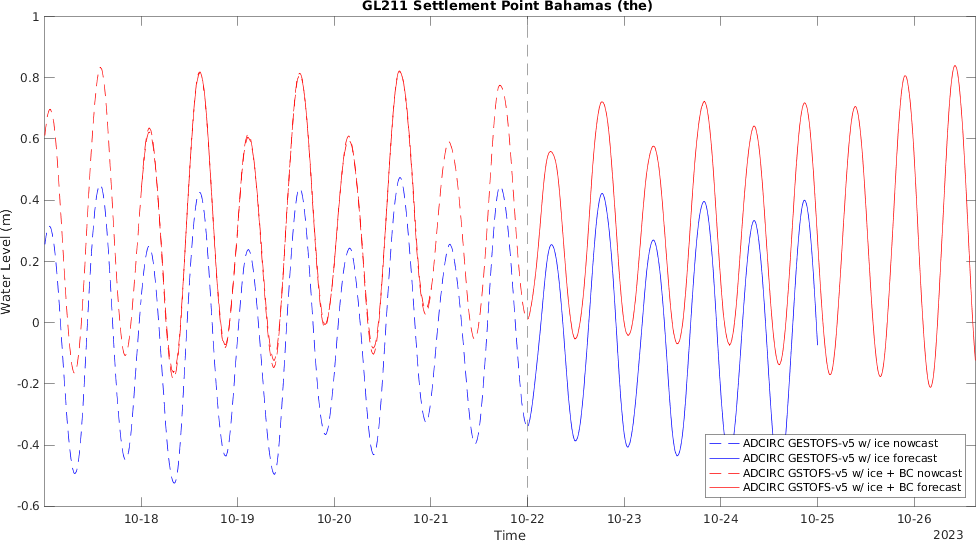 GL211 Settlement Point Bahamas (the)
Water Level (m)
1
0.8
0.6
0.4
0.2
0
-0.2
-0.4
-0.6
10-18 10-19 10-20 10-21 10-22 10-23 10-24 10-25 10-26
Time
2023
ADCIRC GESTOFS-v5 w/ ice nowcast
ADCIRC GESTOFS-v5 w/ ice forecast
ADCIRC GSTOFS-v5 w/ ice + BC nowcast
ADCIRC GSTOFS-v5 w/ ice + BC forecast